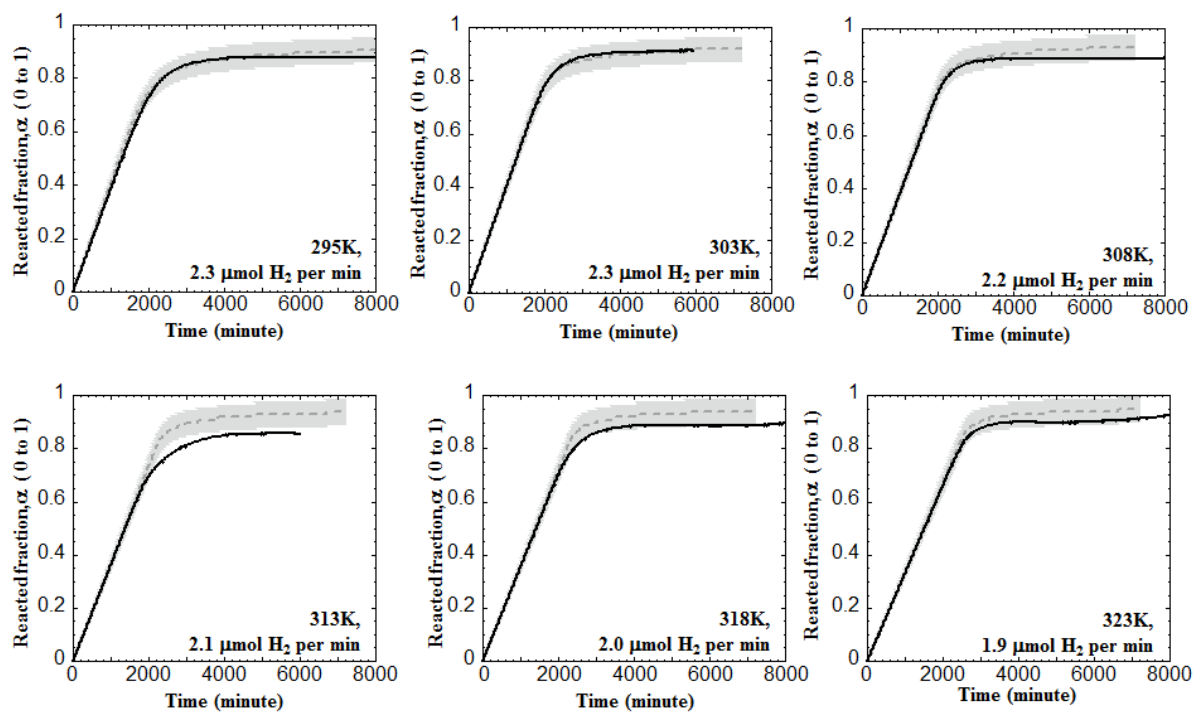 1
0.8
0.6
0.4
0.2
0
Reacted fraction, α ( 0 to 1)
295K,
2.3 μmol H₂ per min
0 2000 4000 6000 8000
Time (minute)
1
0.8
0.6
0.4
0.2
0
Reacted fraction, α ( 0 to 1)
303K,
2.3 μmol H₂ per min
0 2000 4000 6000 8000
Time (minute)
1
0.8
0.6
0.4
0.2
0
Reacted fraction, α ( 0 to 1)
308K,
2.2 μmol H₂ per min
0 2000 4000 6000 8000
Time (minute)
1
0.8
0.6
0.4
0.2
0
Reacted fraction, α ( 0 to 1)
313K,
2.1 μmol H₂ per min
0 2000 4000 6000 8000
Time (minute)
1
0.8
0.6
0.4
0.2
0
Reacted fraction, α ( 0 to 1)
318K,
2.0 μmol H₂ per min
0 2000 4000 6000 8000
Time (minute)
1
0.8
0.6
0.4
0.2
0
Reacted fraction, α ( 0 to 1)
323K,
1.9 μmol H₂ per min
0 2000 4000 6000 8000
Time (minute)